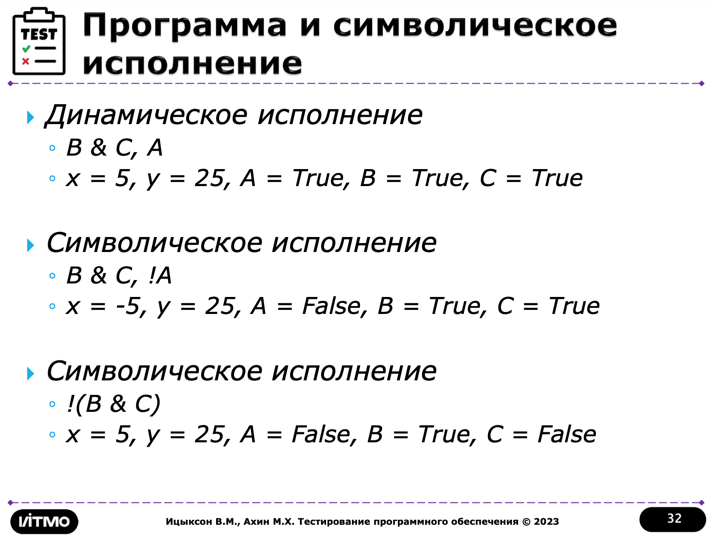 TEST
Программа и символическое
исполнение
Динамическое исполнение
B & C, A
x = 5, y = 25, A = True, B = True, C = True
Символическое исполнение
B & C, !A
x = -5, y = 25, A = False, B = True, C = True
Символическое исполнение
!(B & C)
x = 5, y = 25, A = False, B = True, C = False
ИTMO
Ицыксон В.М., Ахин М.Х. Тестирование программного обеспечения © 2023
32